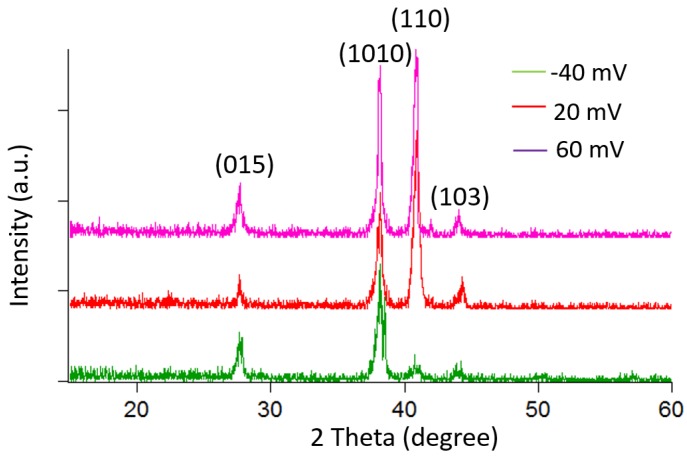 (110)
(1010)
-40 mV
20 mV
60 mV
(015)
(103)
Intensity (a.u.)
20 30 40 50 60
2 Theta (degree)